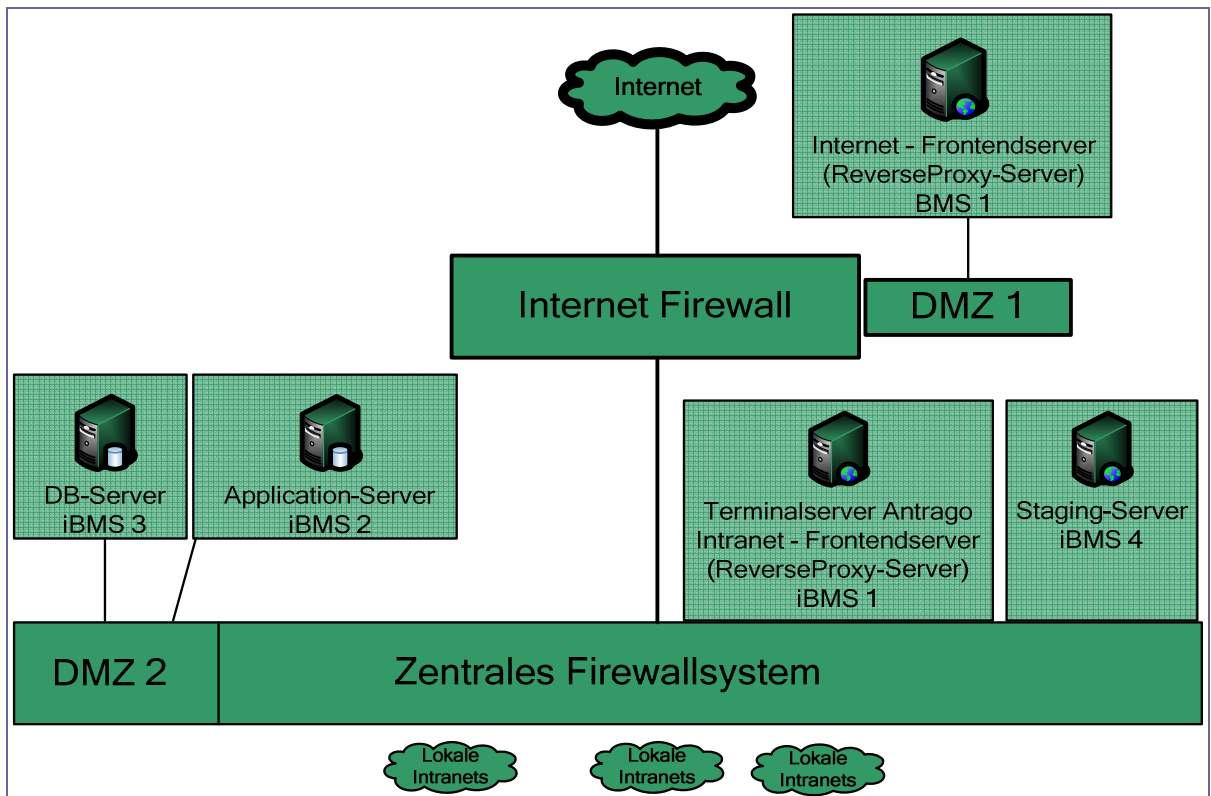 Internet
Internet - Frontendserver
(ReverseProxy-Server)
BMS 1
Internet Firewall
DMZ 1
DB-Server
iBMS 3
Application-Server
iBMS 2
Terminalserver Antrago
Intranet - Frontendserver
(ReverseProxy-Server)
iBMS 1
Staging-Server
iBMS 4
DMZ 2
Zentrales Firewallsystem
Lokale
Intranets
Lokale
Intranets
Lokale
Intranets